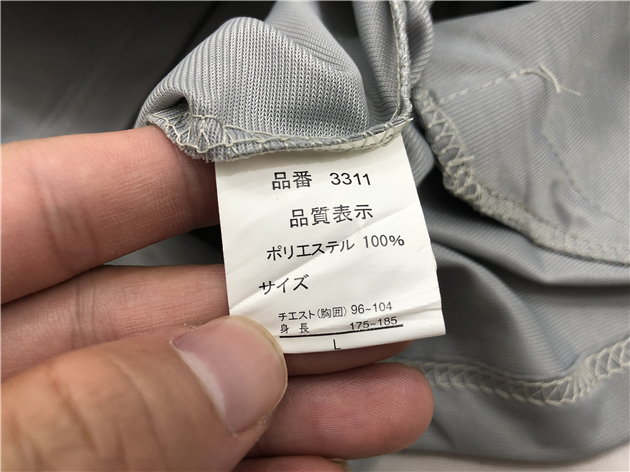 品番 3311
品質表示
ポリエステル 100%
サイズ
チエスト(胸囲) 96~104
身長 175~185
L